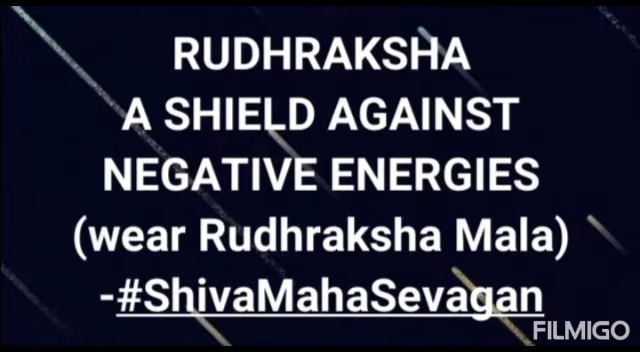 RUDHRAKSHA
A SHIELD AGAINST
NEGATIVE ENERGIES
(wear Rudhraksha Mala)
-#ShivaMahaSevagan
FILMIGO